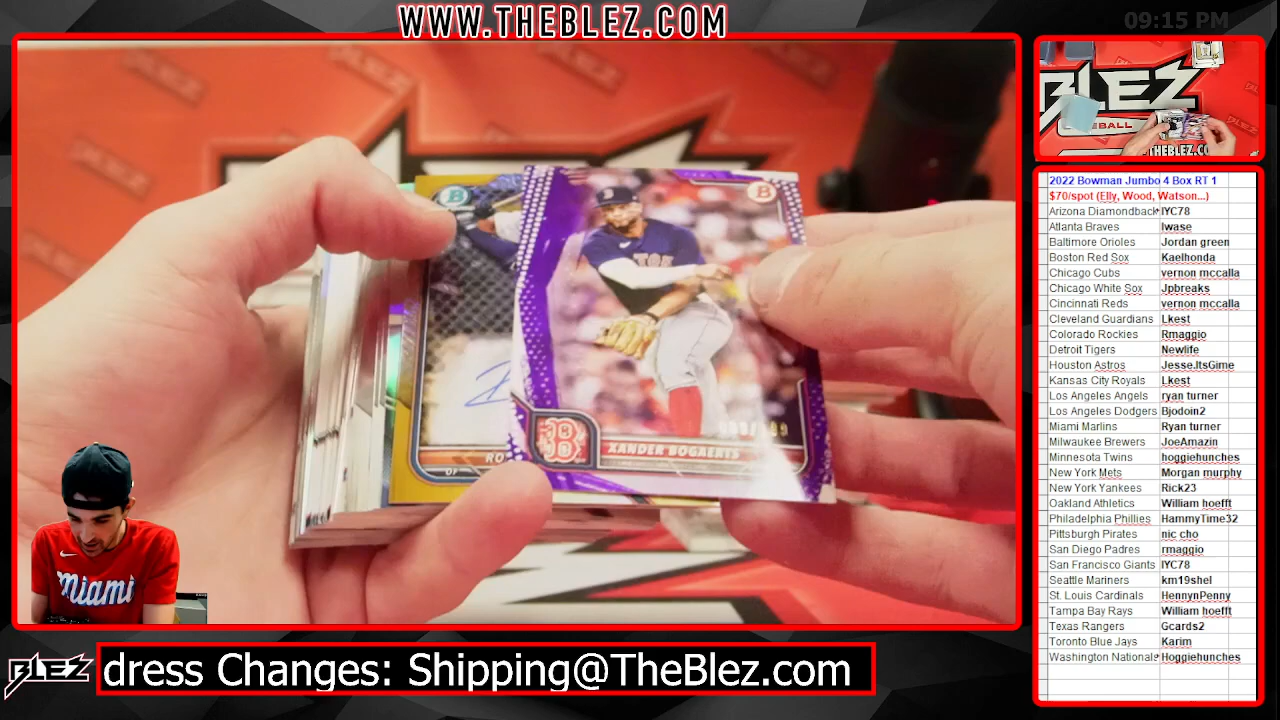 WWW.THEBLEZ.COM
09:15 PM
BLEZ
BASEBALL
THEBLEZ.CO
2022 Bowman Jumbo 4 Box RT 1
$70/spot (Elly, Wood, Watson...)
Arizona Diamondback IYC78
Atlanta Braves Iwase
Baltimore Orioles Jordan green
Boston Red Sox Kaelhonda
Chicago Cubs vernon mccalla
Chicago White Sox Jpbreaks
Cincinnati Reds vernon mccalla
Cleveland Guardians Lkest
Colorado Rockies Rmaggio
Detroit Tigers Newlife
Houston Astros Jesse.ItsGime
Kansas City Royals Lkest
Los Angeles Angels ryan turner
Los Angeles Dodgers Bjodoin2
Miami Marlins Ryan turner
Milwaukee Brewers JoeAmazin
Minnesota Twins hoggiehunches
New York Mets Morgan murphy
New York Yankees Rick23
Oakland Athletics William hoefft
Philadelphia Phillies HammyTime32
Pittsburgh Pirates nic cho
San Diego Padres rmaggio
San Francisco Giants IYC78
Seattle Mariners km19shel
St. Louis Cardinals HennynPenny
Tampa Bay Rays William hoefft
Texas Rangers Gcards2
Toronto Blue Jays Karim
Washington Nationals Hoggiehunches
B
B
XANDER BOGAERTS
RO
OF
Miami
BLEZ
dress Changes: Shipping@TheBlez.com